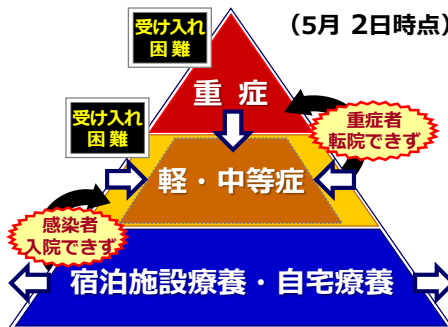 (5月 2日時点)
受け入れ
困難
重 症
受け入れ
困難
重症者
転院できず
軽・中等症
感染者
入院できず
宿泊施設療養・自宅療養